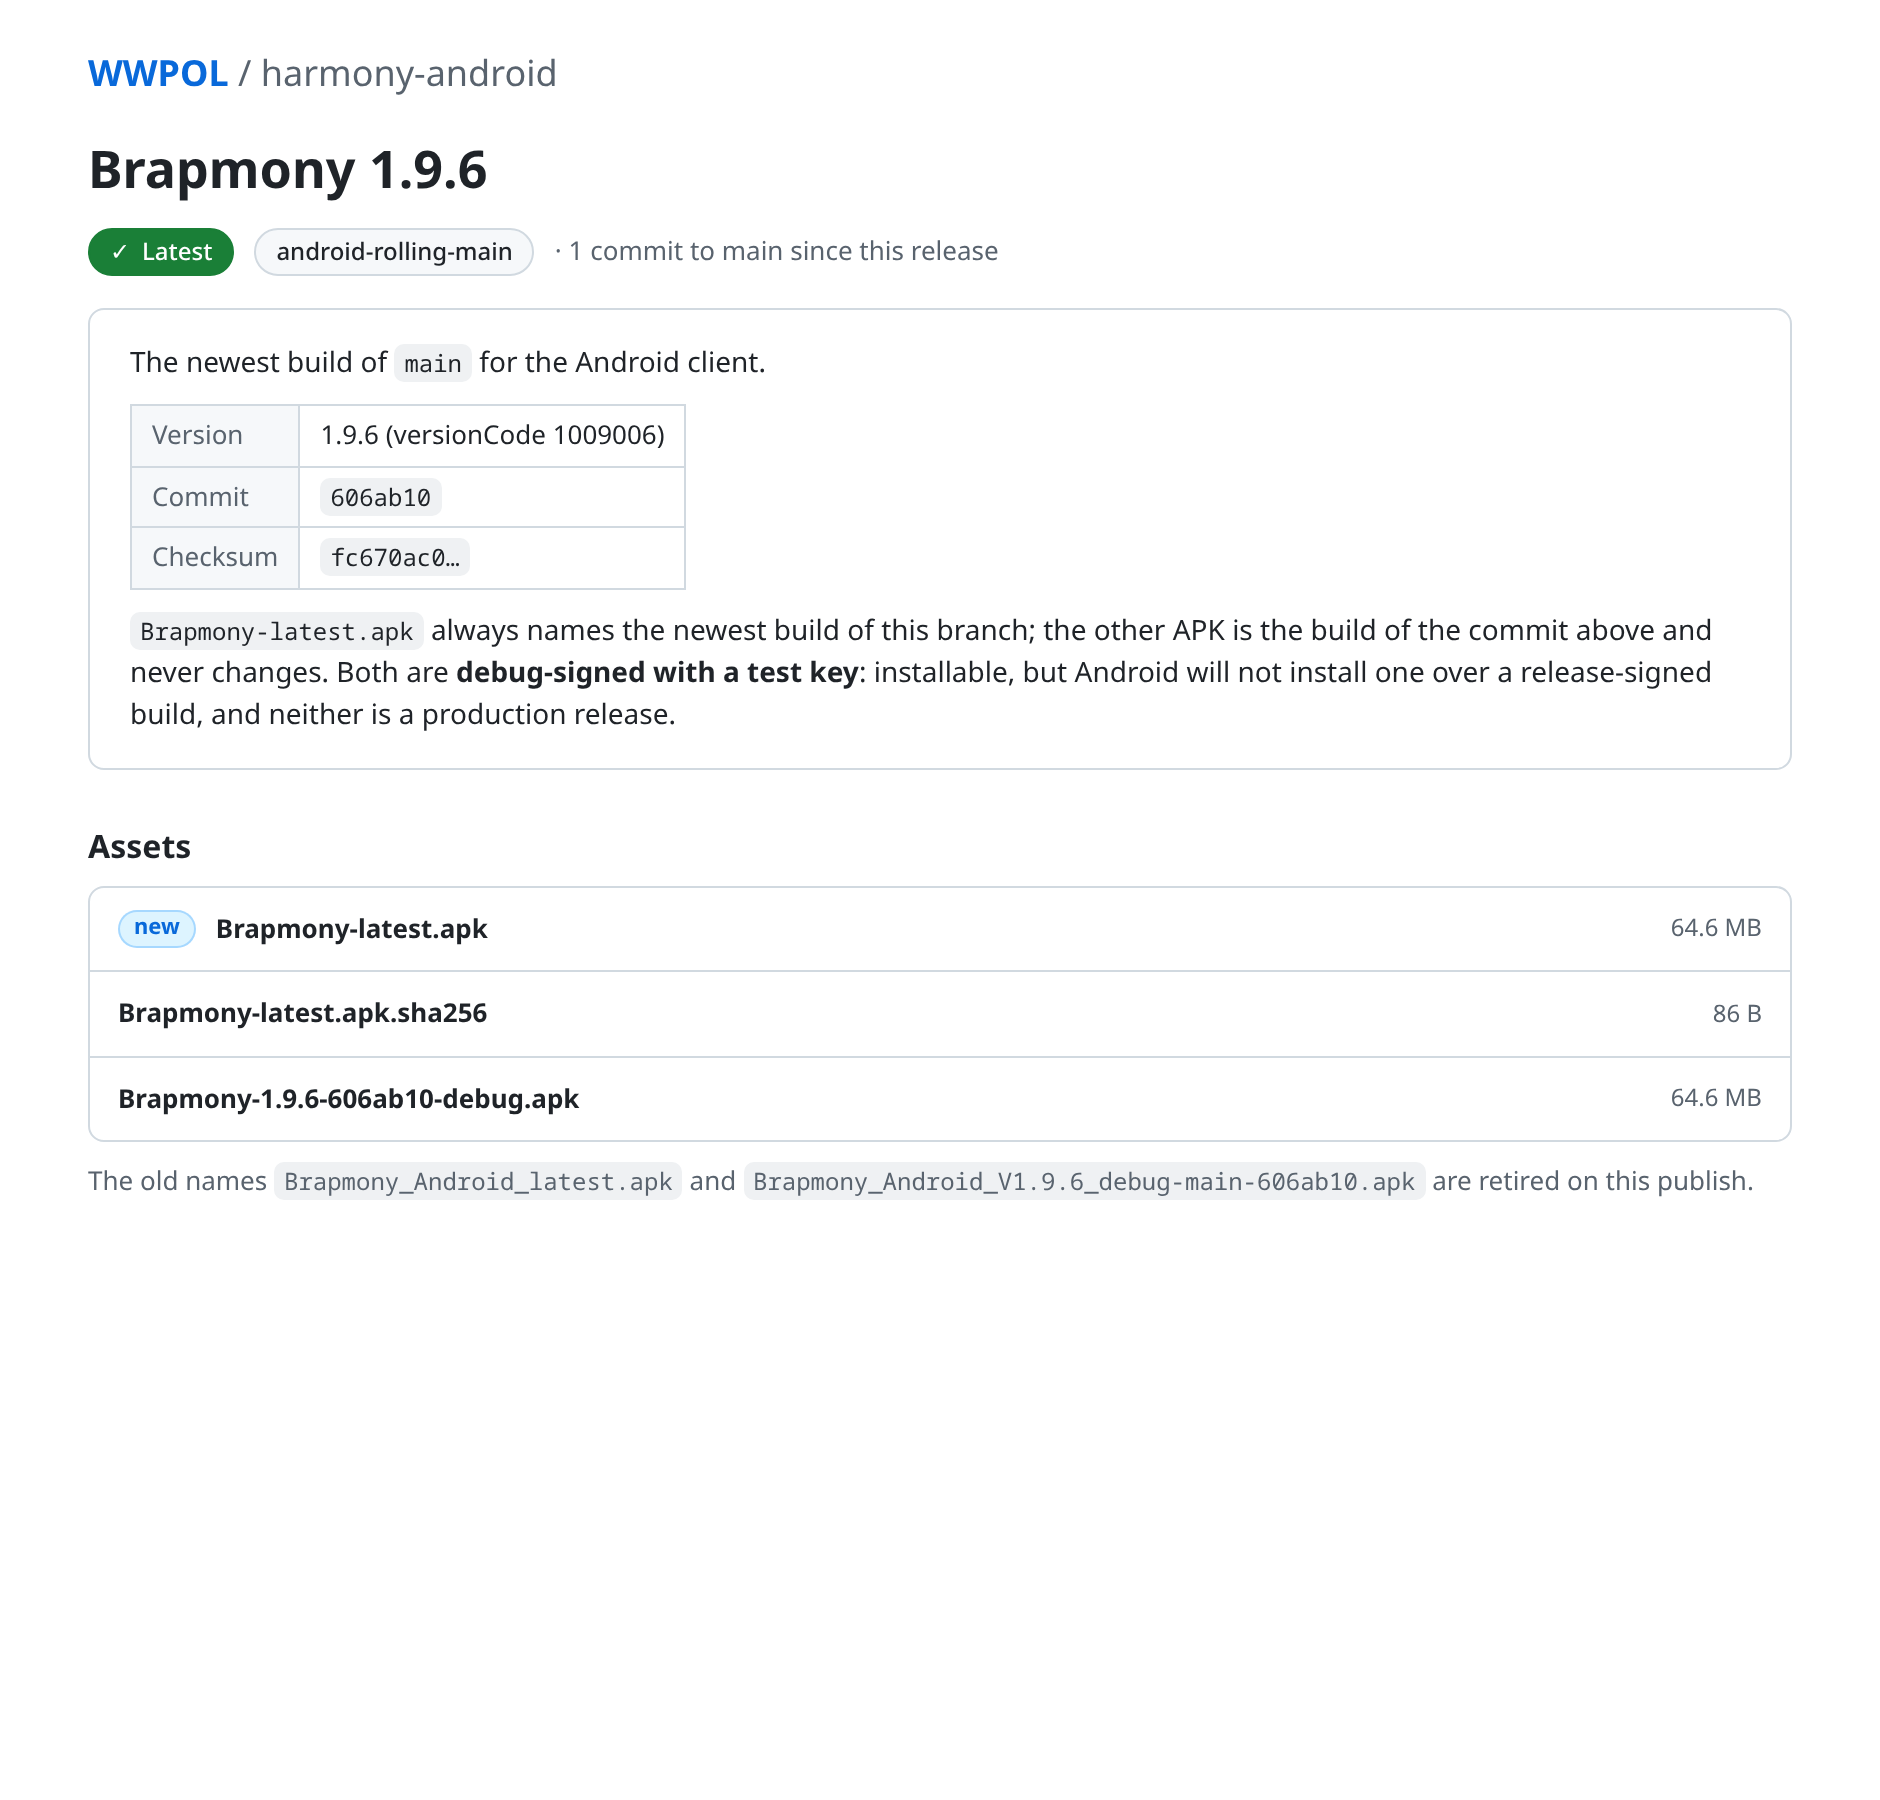 WWPOL / harmony-android
Brapmony 1.9.6
✓ Latest android-rolling-main · 1 commit to main since this release
The newest build of main for the Android client.
Version 1.9.6 (versionCode 1009006)
Commit 606ab10
Checksum fc670ac0…
Brapmony-latest.apk always names the newest build of this branch; the other APK is the build of the commit above and
never changes. Both are debug-signed with a test key: installable, but Android will not install one over a release-signed
build, and neither is a production release.
Assets
new Brapmony-latest.apk 64.6 MB
Brapmony-latest.apk.sha256 86 B
Brapmony-1.9.6-606ab10-debug.apk 64.6 MB
The old names Brapmony_Android_latest.apk and Brapmony_Android_V1.9.6_debug-main-606ab10.apk are retired on this publish.